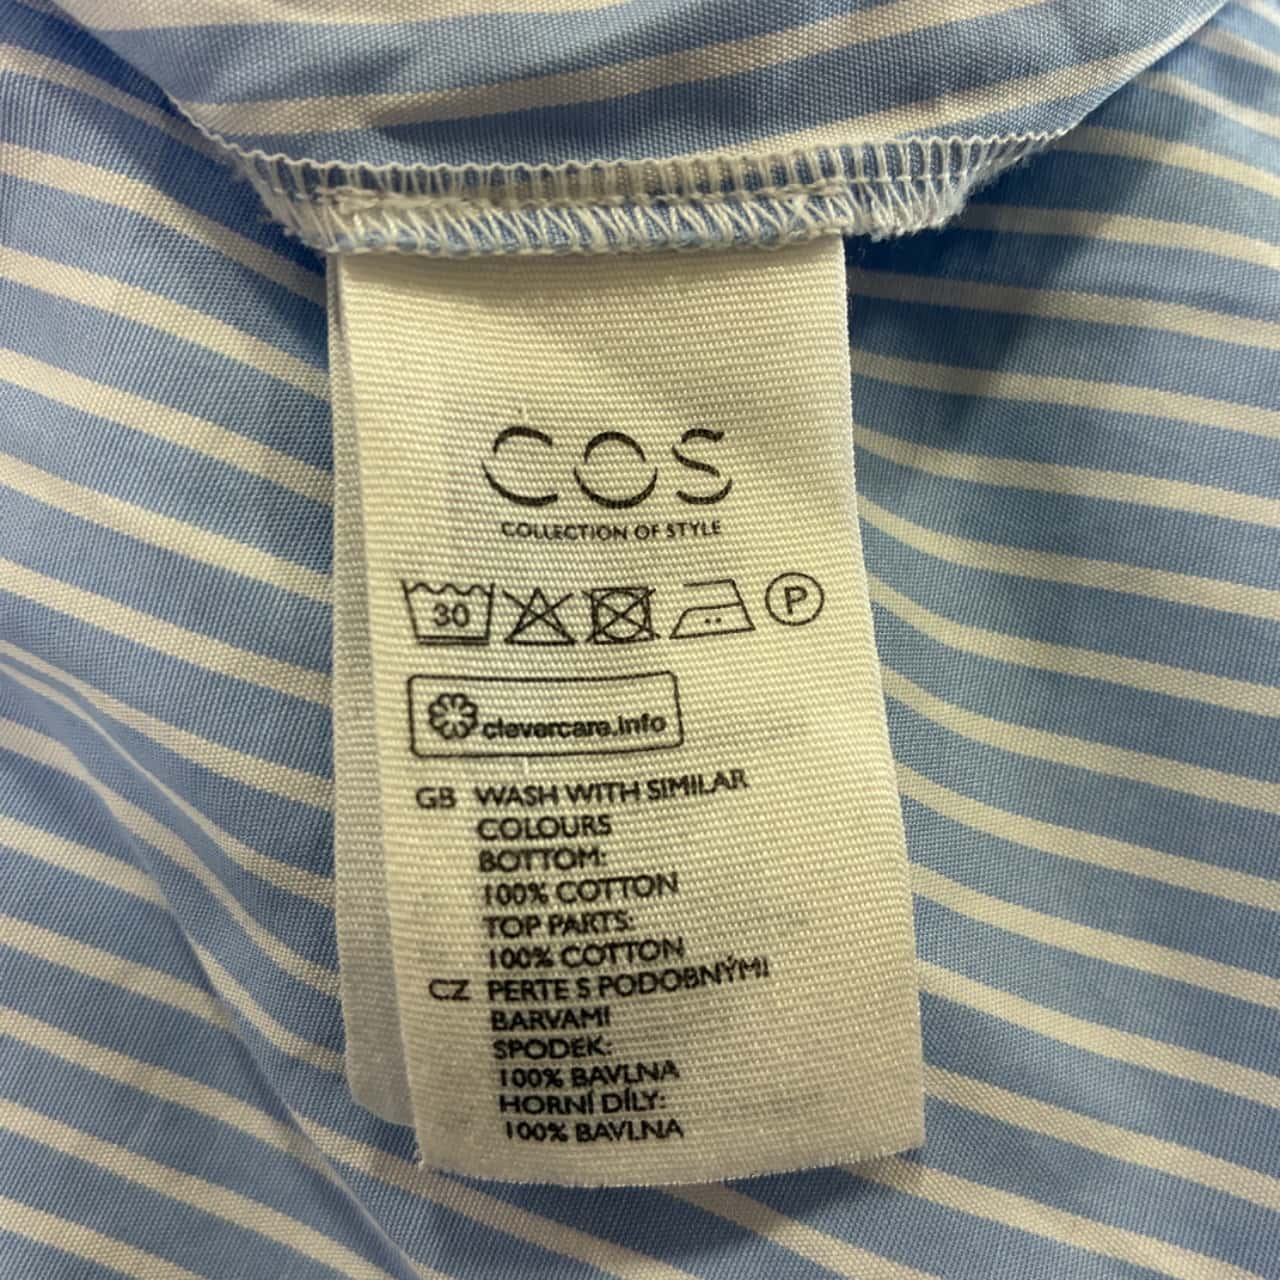 COS
COLLECTION OF STYLE
30 P
clevercare.info
GB WASH WITH SIMILAR
COLOURS
BOTTOM:
100% COTTON
TOP PARTS:
100% COTTON
CZ PERTE S PODOBNÝMI
BARVAMI
SPODEK:
100% BAVLNA
HORNÍ DÍLY:
100% BAVLNA